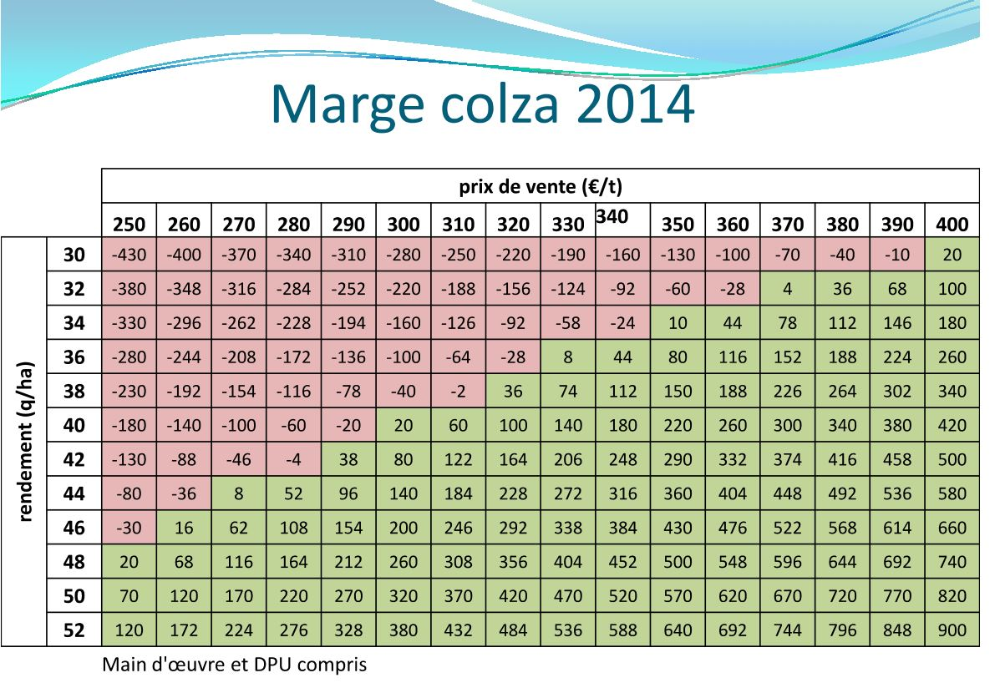 Marge colza 2014
prix de vente (€/t)
250 260 270 280 290 300 310 320 330 340 350 360 370 380 390 400
rendement (q/ha)
30 -430 -400 -370 -340 -310 -280 -250 -220 -190 -160 -130 -100 -70 -40 -10 20
32 -380 -348 -316 -284 -252 -220 -188 -156 -124 -92 -60 -28 4 36 68 100
34 -330 -296 -262 -228 -194 -160 -126 -92 -58 -24 10 44 78 112 146 180
36 -280 -244 -208 -172 -136 -100 -64 -28 8 44 80 116 152 188 224 260
38 -230 -192 -154 -116 -78 -40 -2 36 74 112 150 188 226 264 302 340
40 -180 -140 -100 -60 -20 20 60 100 140 180 220 260 300 340 380 420
42 -130 -88 -46 -4 38 80 122 164 206 248 290 332 374 416 458 500
44 -80 -36 8 52 96 140 184 228 272 316 360 404 448 492 536 580
46 -30 16 62 108 154 200 246 292 338 384 430 476 522 568 614 660
48 20 68 116 164 212 260 308 356 404 452 500 548 596 644 692 740
50 70 120 170 220 270 320 370 420 470 520 570 620 670 720 770 820
52 120 172 224 276 328 380 432 484 536 588 640 692 744 796 848 900
Main d'œuvre et DPU compris